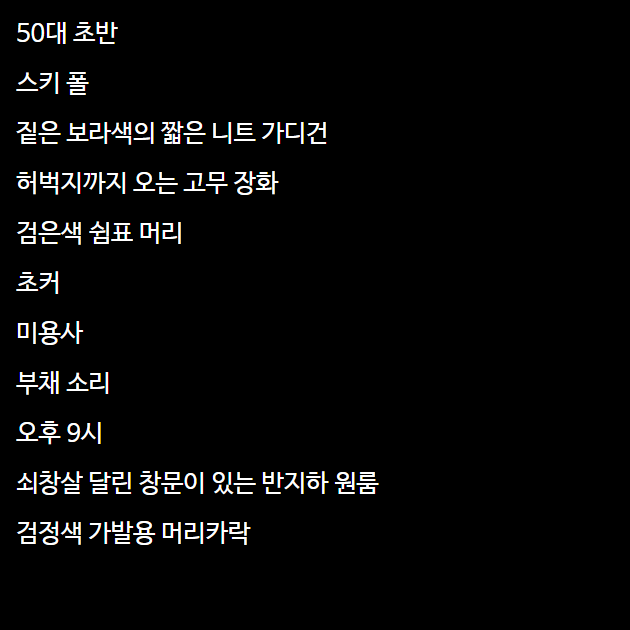 50대 초반
스키 폴
짙은 보라색의 짧은 니트 가디건
허벅지까지 오는 고무 장화
검은색 쉼표 머리
초커
미용사
부채 소리
오후 9시
쇠창살 달린 창문이 있는 반지하 원룸
검정색 가발용 머리카락